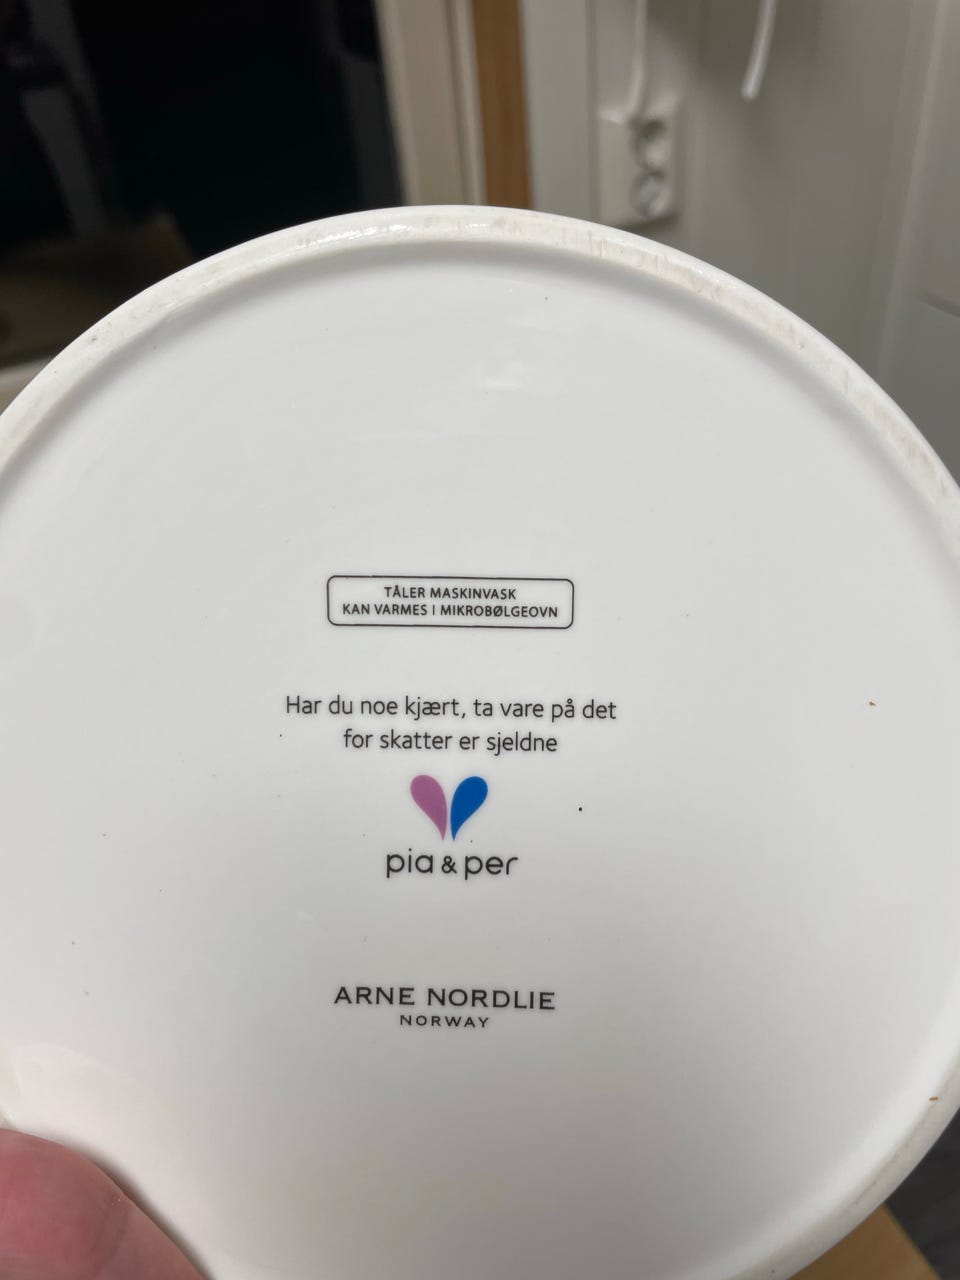 TÅLER MASKINVASK
KAN VARMES I MIKROBØLGEOVN
Har du noe kjært, ta vare på det
for skatter er sjeldne
pia & per
ARNE NORDLIE
NORWAY